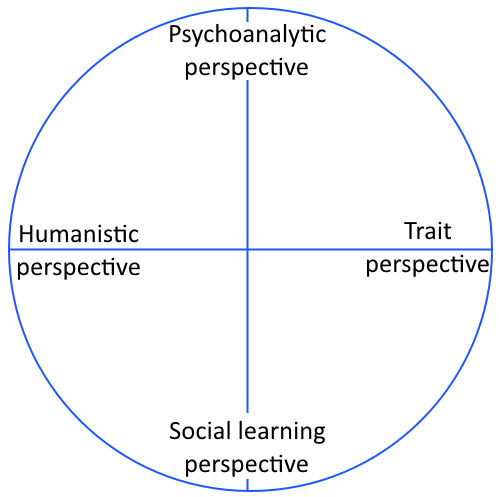 Psychoanalytic
perspective
Humanistic
perspective
Trait
perspective
Social learning
perspective